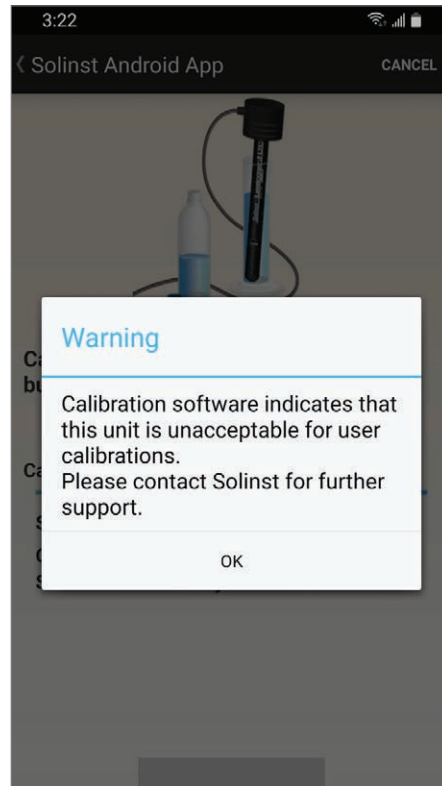 3:22
Solinst Android App
CANCEL
Warning
Calibration software indicates that
this unit is unacceptable for user
calibrations.
Please contact Solinst for further
support.
OK